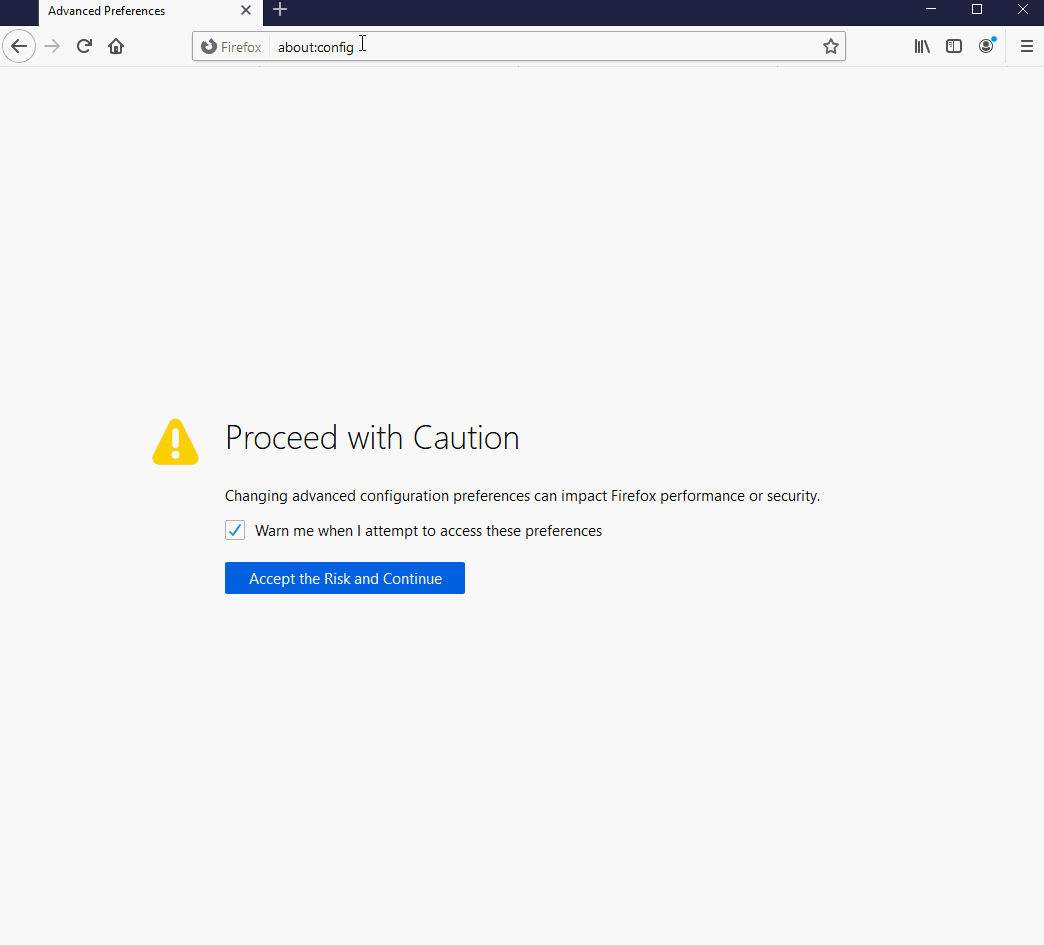 Advanced Preferences
Firefox about:config
Proceed with Caution
Changing advanced configuration preferences can impact Firefox performance or security.
Warn me when I attempt to access these preferences
Accept the Risk and Continue